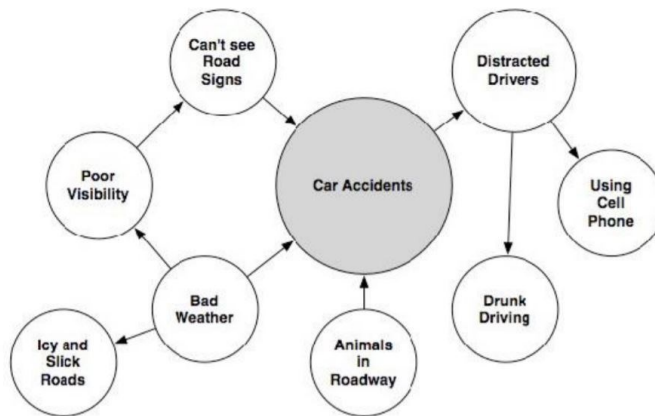 Can't see
Road
Signs
Distracted
Drivers
Poor
Visibility
Car Accidents
Using
Cell
Phone
Bad
Weather
Drunk
Driving
Icy and
Slick
Roads
Animals
in
Roadway